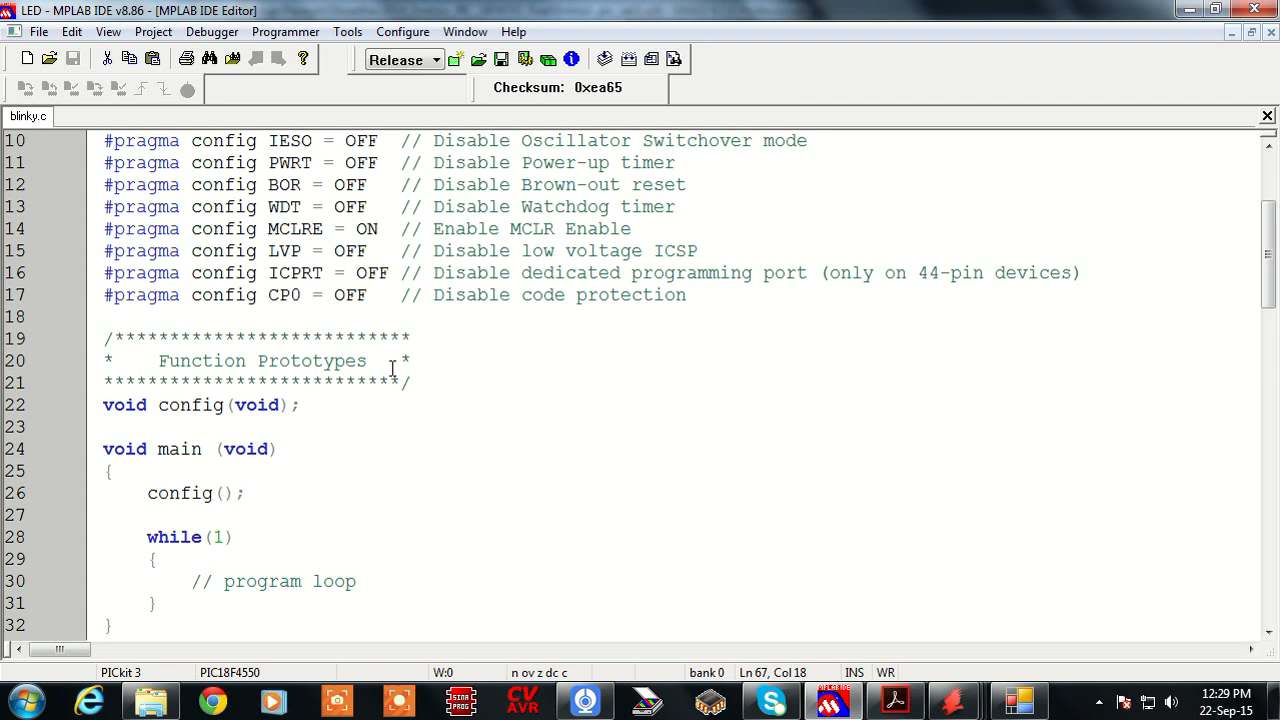 LED - MPLAB IDE v8.86 - [MPLAB IDE Editor]
File Edit View Project Debugger Programmer Tools Configure Window Help
Release
Checksum: 0xea65
blinky.c
10 #pragma config IESO = OFF // Disable Oscillator Switchover mode
11 #pragma config PWRT = OFF // Disable Power-up timer
12 #pragma config BOR = OFF // Disable Brown-out reset
13 #pragma config WDT = OFF // Disable Watchdog timer
14 #pragma config MCLRE = ON // Enable MCLR Enable
15 #pragma config LVP = OFF // Disable low voltage ICSP
16 #pragma config ICPRT = OFF // Disable dedicated programming port (only on 44-pin devices)
17 #pragma config CP0 = OFF // Disable code protection
18
19 /***************************
20 * Function Prototypes *
21 ***************************/
22 void config(void);
23
24 void main (void)
25 {
26 config();
27
28 while(1)
29 {
30 // program loop
31 }
32 }
PICkit 3 PIC18F4550 W:0 n ov z dc c bank 0 Ln 67, Col 18 INS WR
SINA PROG
CV AVR
MPLAB IDE
12:29 PM
22-Sep-15